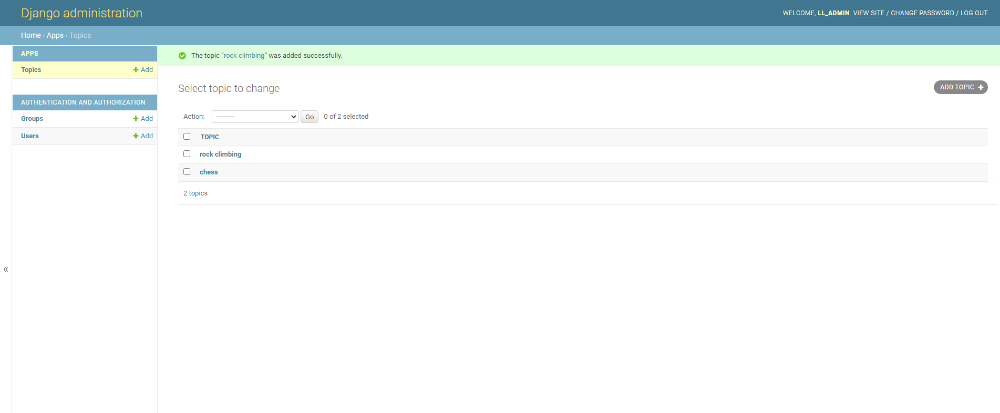 Django administration
WELCOME, LL_ADMIN. VIEW SITE / CHANGE PASSWORD / LOG OUT
Home › Apps › Topics
APPS
Topics
Add
AUTHENTICATION AND AUTHORIZATION
Groups
Add
Users
Add
«
The topic “rock climbing” was added successfully.
Select topic to change
ADD TOPIC
Action: --------- Go 0 of 2 selected
TOPIC
rock climbing
chess
2 topics